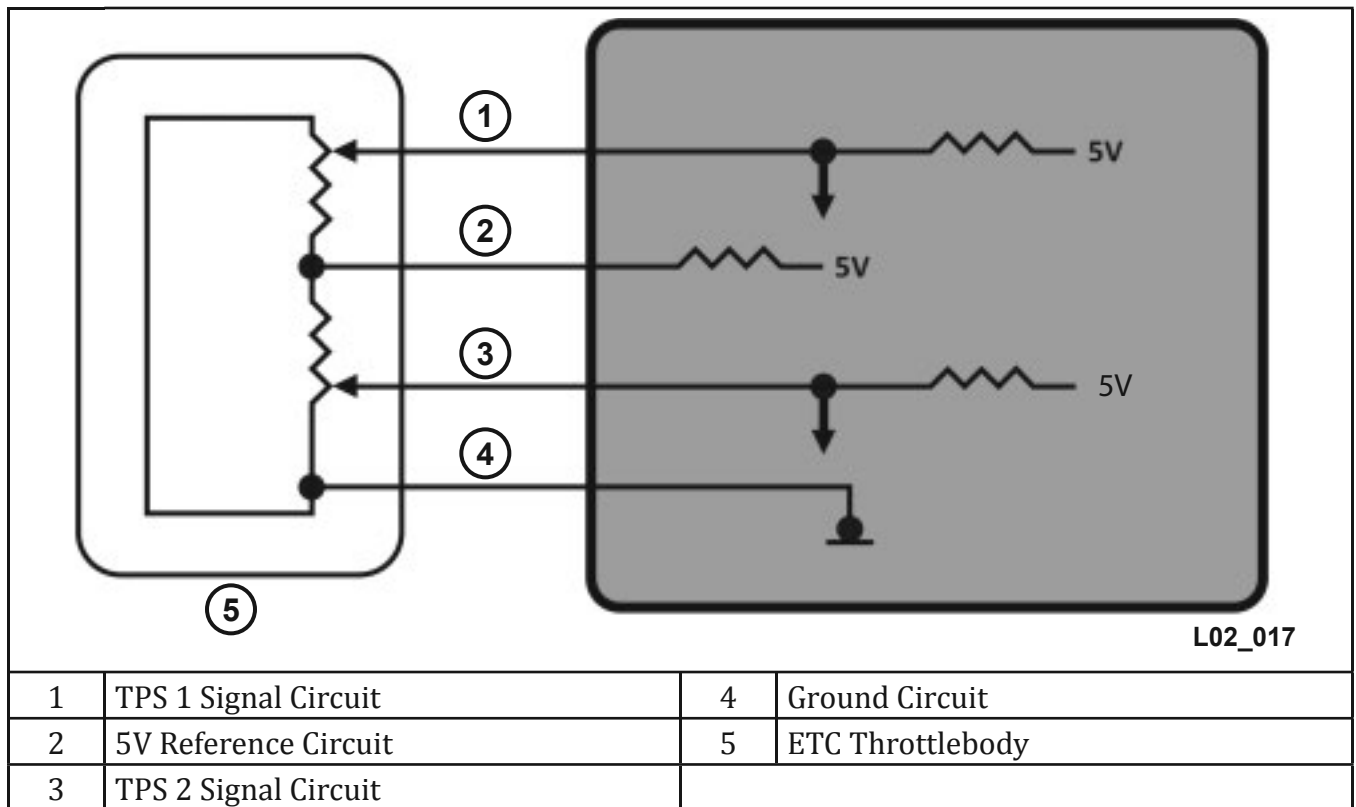 1
5V
2
5V
3
5V
4
5
L02_017
1 TPS 1 Signal Circuit 4 Ground Circuit
2 5V Reference Circuit 5 ETC Throttlebody
3 TPS 2 Signal Circuit